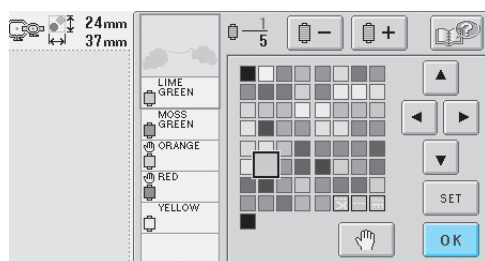 24mm
37mm
1
5
−
+
LIME
GREEN
MOSS
GREEN
ORANGE
RED
YELLOW
SET
OK